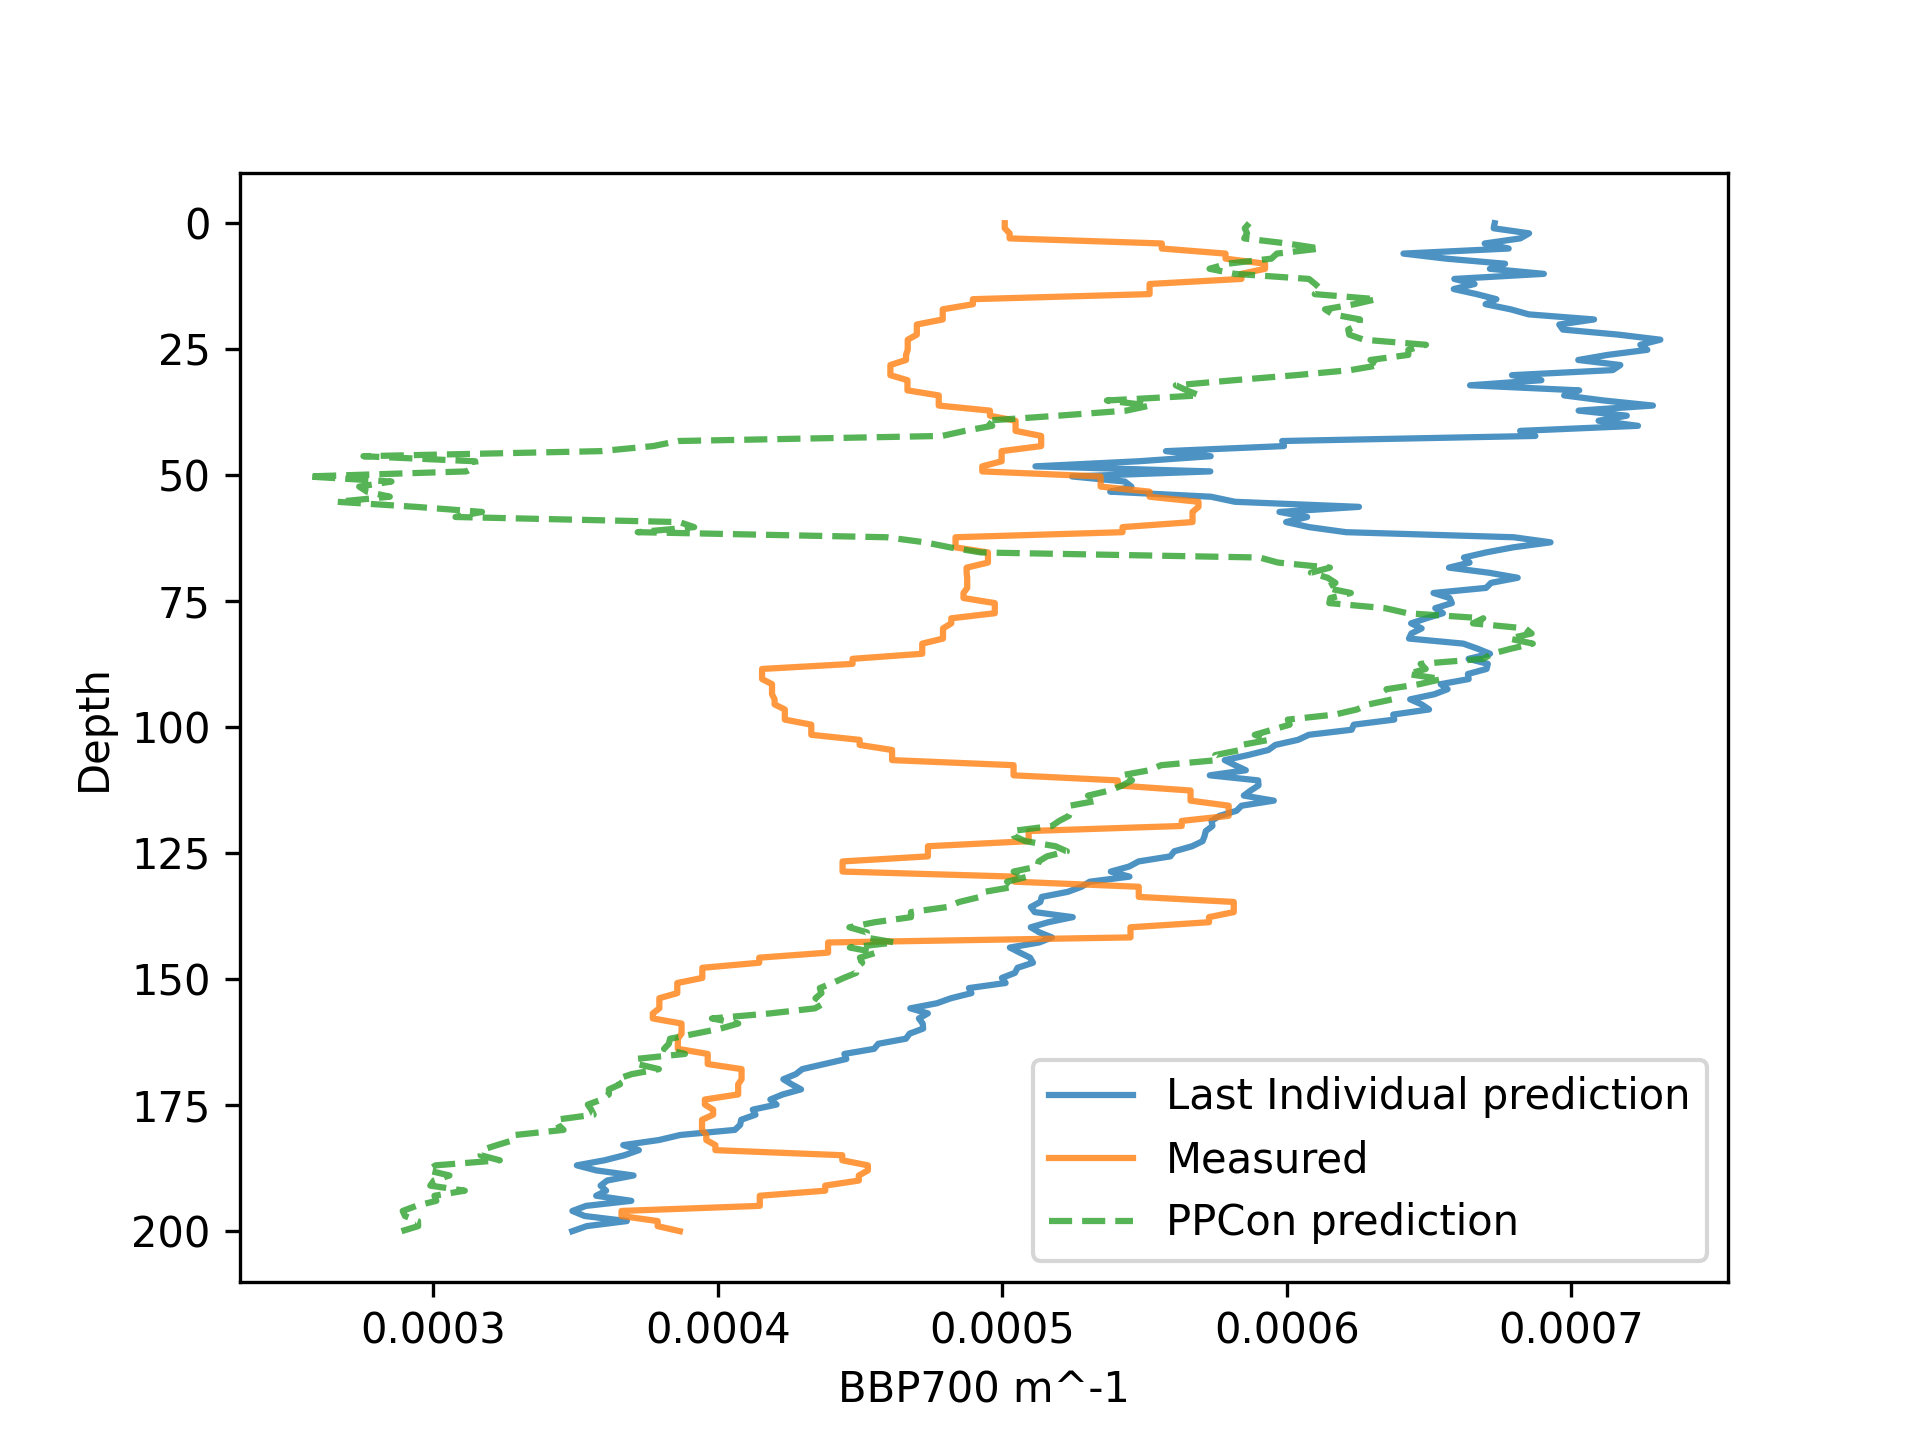 0
25
50
75
100
125
150
175
200
Depth
0.0003 0.0004 0.0005 0.0006 0.0007
BBP700 m^-1
Last Individual prediction
Measured
PPCon prediction